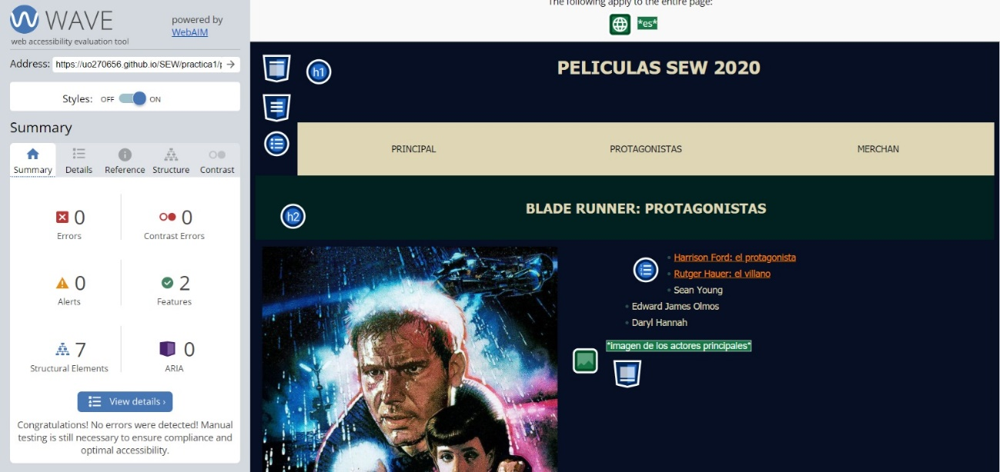 WAVE
web accessibility evaluation tool
powered by
WebAIM
Address: https://uo270656.github.io/SEW/practica1/
Styles: OFF ON
Summary
Summary Details Reference Structure Contrast
0
Errors
0
Contrast Errors
0
Alerts
2
Features
7
Structural Elements
0
ARIA
View details ›
Congratulations! No errors were detected! Manual
testing is still necessary to ensure compliance and
optimal accessibility.
The following apply to the entire page:
*es*
h1
PELICULAS SEW 2020
PRINCIPAL PROTAGONISTAS MERCHAN
h2
BLADE RUNNER: PROTAGONISTAS
Harrison Ford: el protagonista
Rutger Hauer: el villano
Sean Young
Edward James Olmos
Daryl Hannah
*imagen de los actores principales*